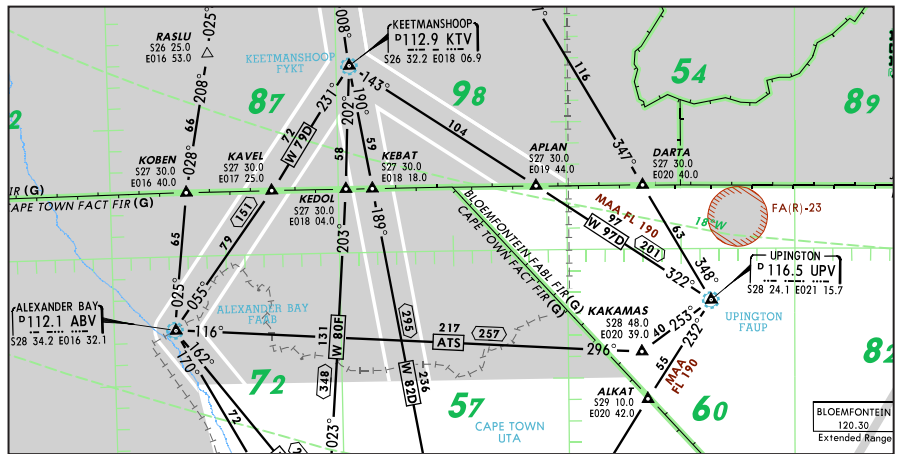 RASLU
S26 25.0
E016 53.0
-025°
208°
66
-028°
KEETMANSHOOP
D 112.9 KTV
S26 32.2 E018 06.9
KEETMANSHOOP
FYKT
008°
231°
72
W 79D
202°
58
160°
59
-143°
104
116
347°
87
98
54
89
2
KOBEN
S27 30.0
E016 40.0
KAVEL
S27 30.0
E017 25.0
KEDOL
S27 30.0
E018 04.0
KEBAT
S27 30.0
E018 18.0
APLAN
S27 30.0
E019 44.0
DARTA
S27 30.0
E020 40.0
IR (G)
CAPE TOWN FACT FIR (G)
BLOEMFONTEIN FABL FIR (G)
CAPE TOWN FACT FIR (G)
MAA FL 190
97
W 97D
201
322°
18°W
FA(R)-23
63
348°
UPINGTON
D 116.5 UPV
S28 24.1 E021 15.7
UPINGTON
FAUP
65
025°
151
79
055°
203°
-189°
ALEXANDER BAY
D 112.1 ABV
S28 34.2 E016 32.1
ALEXANDER BAY
FAAB
-116°
162°
170°
72
131
W 80F
348
023°
295
W 82D
236
217
ATS
257
296°
KAKAMAS
S28 48.0
E020 39.0
40
253°
232°
55
MAA
FL 190
ALKAT
S29 10.0
E020 42.0
72
57
60
82
CAPE TOWN
UTA
BLOEMFONTEIN
120.30
Extended Range